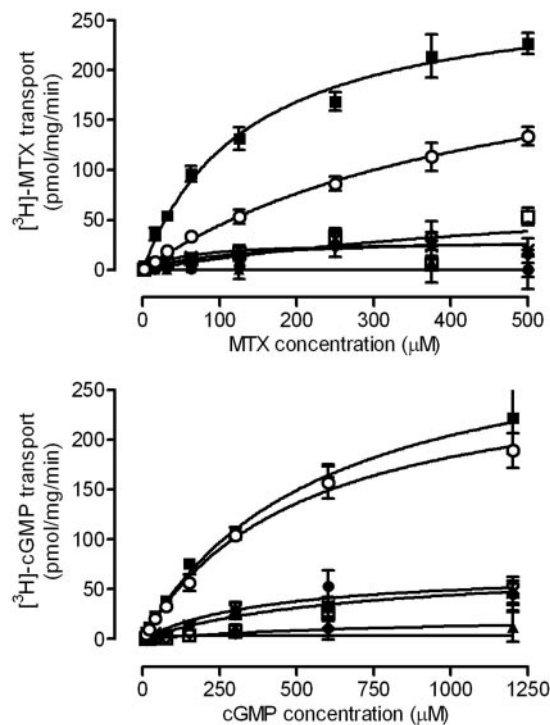 [³H]-MTX transport
(pmol/mg/min)
250
200
150
100
50
0
0 100 200 300 400 500
MTX concentration (μM)
[³H]-cGMP transport
(pmol/mg/min)
250
200
150
100
50
0
0 250 500 750 1000 1250
cGMP concentration (μM)